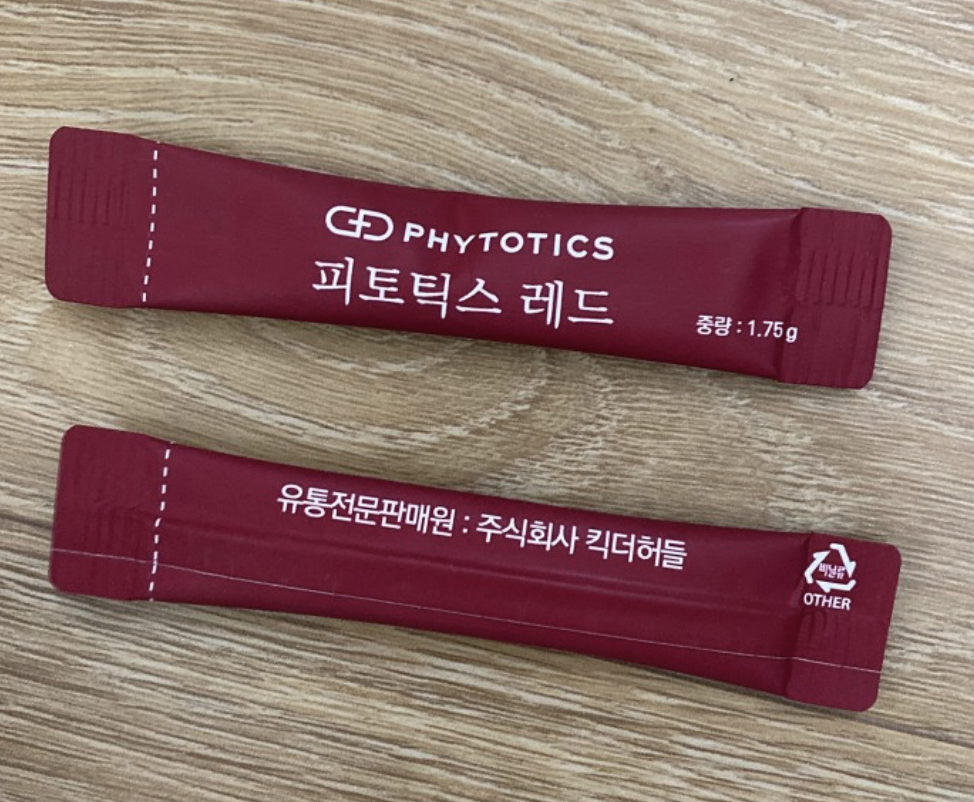 PHYTOTICS
피토틱스 레드
중량 : 1.75 g
유통전문판매원 : 주식회사 킥더허들
비닐류
OTHER